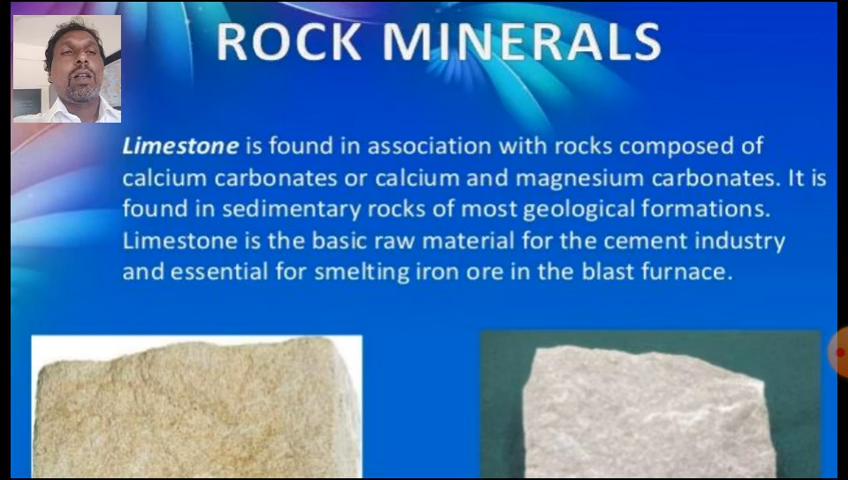 ROCK MINERALS
Limestone is found in association with rocks composed of
calcium carbonates or calcium and magnesium carbonates. It is
found in sedimentary rocks of most geological formations.
Limestone is the basic raw material for the cement industry
and essential for smelting iron ore in the blast furnace.